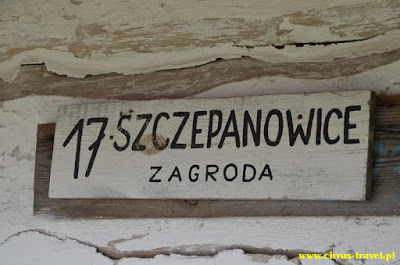 17 SZCZEPANOWICE
ZAGRODA
www.cirrus-travel.pl